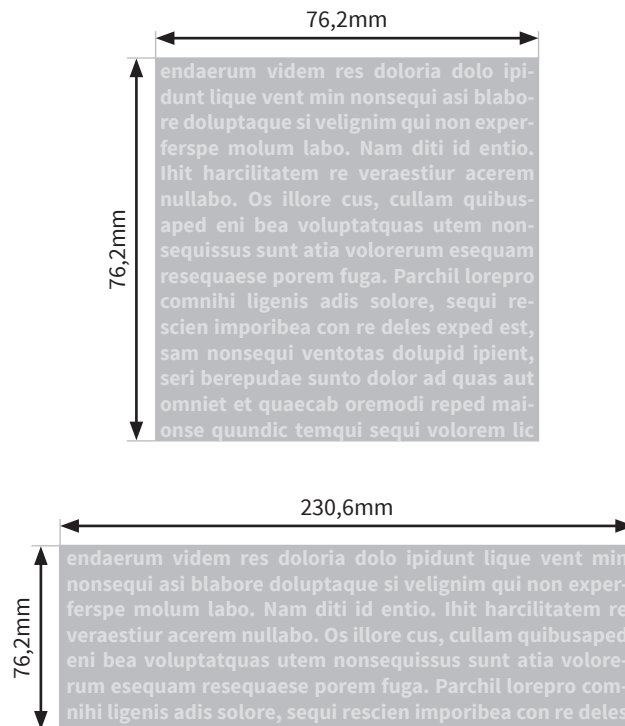 76,2mm
76,2mm
endaerum videm res doloria dolo ipi-
dunt lique vent min nonsequi asi blabo-
re doluptaque si velignim qui non exper-
ferspe molum labo. Nam diti id entio.
Ihit harcilitatem re veraestiur acerem
nullabo. Os illore cus, cullam quibus-
aped eni bea voluptatquas utem non-
sequissus sunt atia volorerum esequam
resequaese porem fuga. Parchil lorepro
comnihi ligenis adis solore, sequi re-
scien imporibea con re deles exped est,
sam nonsequi ventotas dolupid ipient,
seri berepudae sunto dolor ad quas aut
omniet et quaecab oremodi reped mai-
onse quundic temqui sequi volorem lic
230,6mm
76,2mm
endaerum videm res doloria dolo ipidunt lique vent min
nonsequi asi blabore doluptaque si velignim qui non exper-
ferspe molum labo. Nam diti id entio. Ihit harcilitatem re
veraestiur acerem nullabo. Os illore cus, cullam quibusaped
eni bea voluptatquas utem nonsequissus sunt atia volore-
rum esequam resequaese porem fuga. Parchil lorepro com-
nihi ligenis adis solore, sequi rescien imporibea con re deles